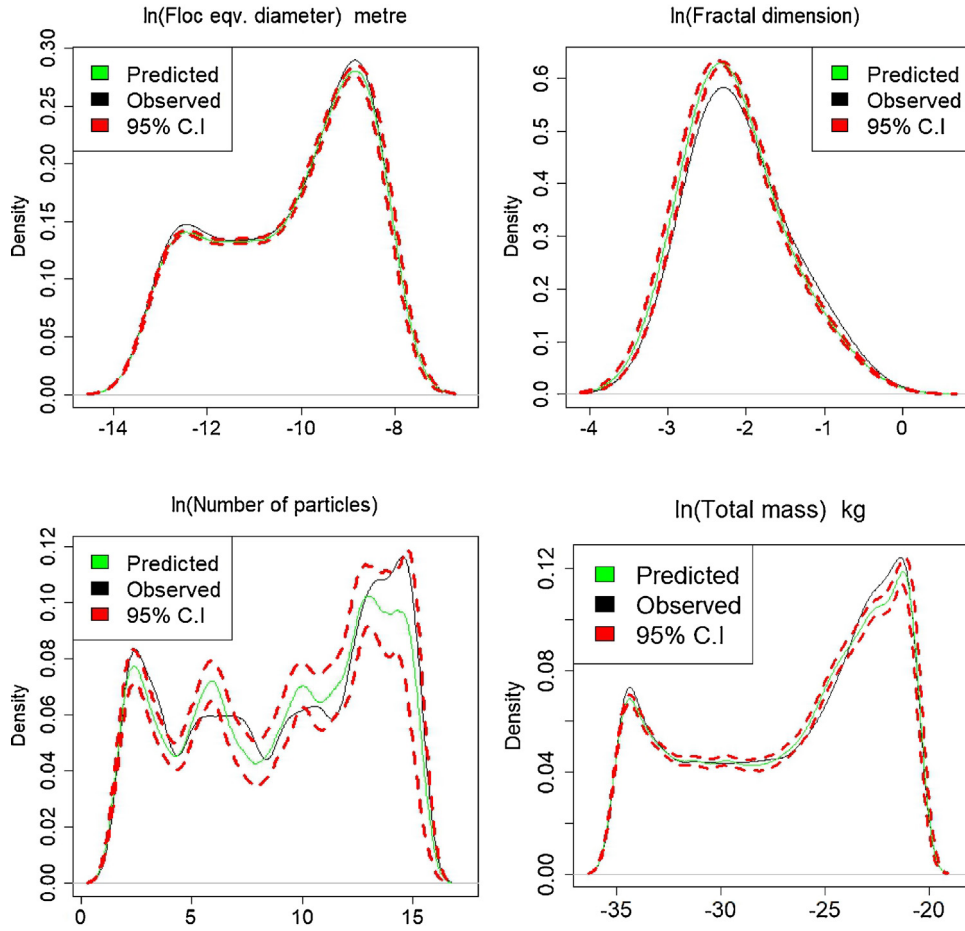 ln(Floc eqv. diameter) metre
Predicted
Observed
95% C.I
Density
0.00
0.05
0.10
0.15
0.20
0.25
0.30
-14
-12
-10
-8
ln(Fractal dimension)
Predicted
Observed
95% C.I
Density
0.0
0.1
0.2
0.3
0.4
0.5
0.6
-4
-3
-2
-1
0
ln(Number of particles)
Predicted
Observed
95% C.I
Density
0.00
0.02
0.04
0.06
0.08
0.10
0.12
0
5
10
15
ln(Total mass) kg
Predicted
Observed
95% C.I
Density
0.00
0.04
0.08
0.12
-35
-30
-25
-20